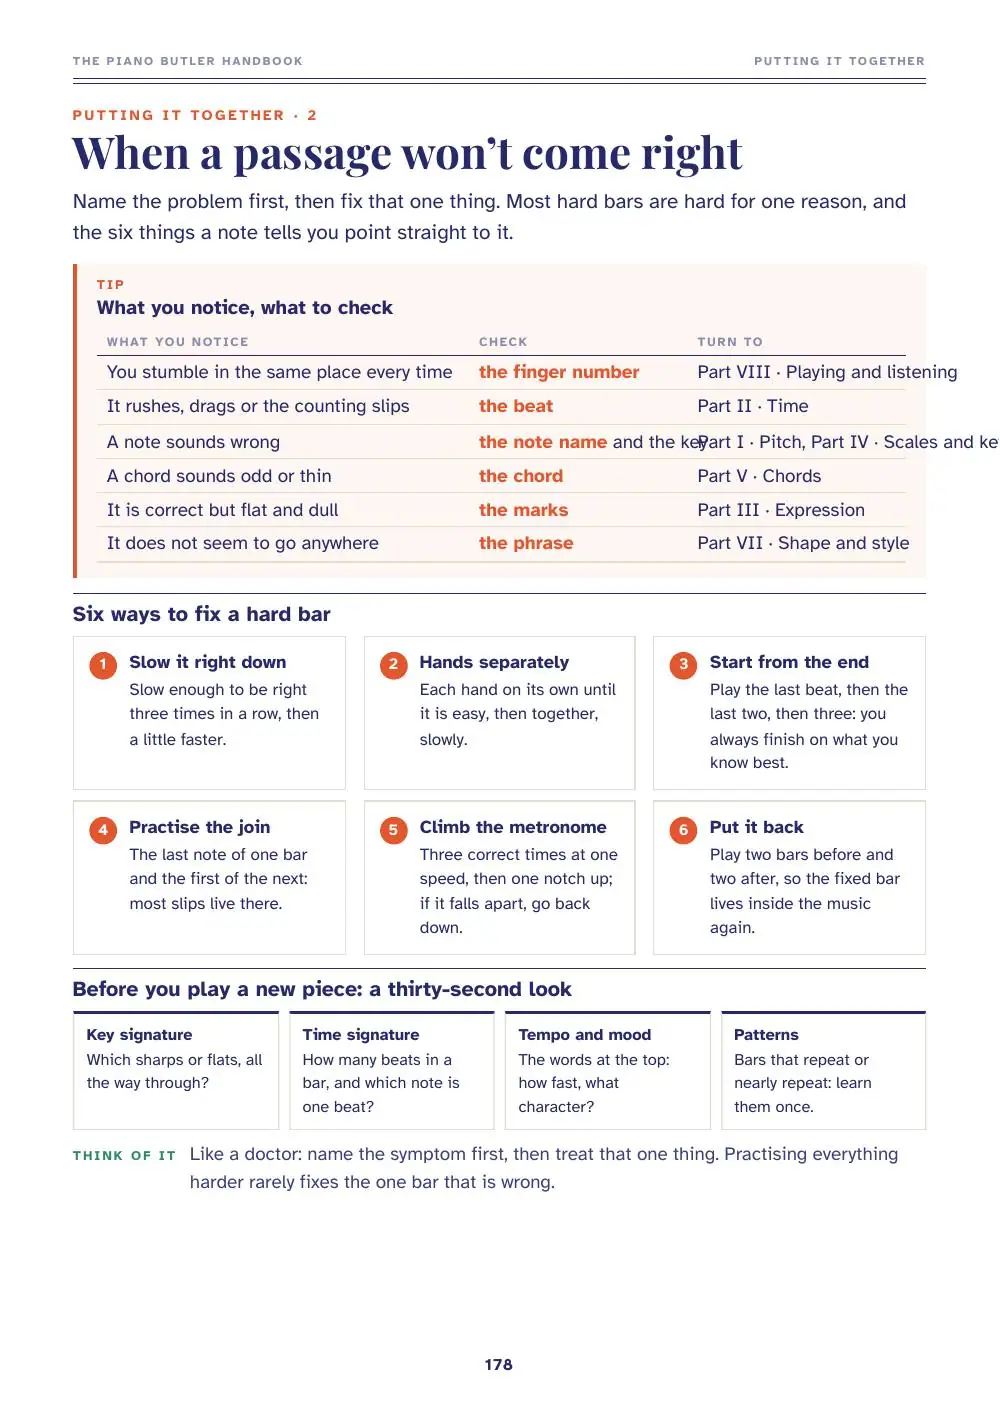 THE PIANO BUTLER HANDBOOK PUTTING IT TOGETHER
PUTTING IT TOGETHER · 2
When a passage won’t come right
Name the problem first, then fix that one thing. Most hard bars are hard for one reason, and
the six things a note tells you point straight to it.
TIP
What you notice, what to check
WHAT YOU NOTICE CHECK TURN TO
You stumble in the same place every time the finger number Part VIII · Playing and listening
It rushes, drags or the counting slips the beat Part II · Time
A note sounds wrong the note name and the key Part I · Pitch, Part IV · Scales and ke
A chord sounds odd or thin the chord Part V · Chords
It is correct but flat and dull the marks Part III · Expression
It does not seem to go anywhere the phrase Part VII · Shape and style
Six ways to fix a hard bar
1 Slow it right down
Slow enough to be right
three times in a row, then
a little faster.
2 Hands separately
Each hand on its own until
it is easy, then together,
slowly.
3 Start from the end
Play the last beat, then the
last two, then three: you
always finish on what you
know best.
4 Practise the join
The last note of one bar
and the first of the next:
most slips live there.
5 Climb the metronome
Three correct times at one
speed, then one notch up;
if it falls apart, go back
down.
6 Put it back
Play two bars before and
two after, so the fixed bar
lives inside the music
again.
Before you play a new piece: a thirty-second look
Key signature
Which sharps or flats, all
the way through?
Time signature
How many beats in a
bar, and which note is
one beat?
Tempo and mood
The words at the top:
how fast, what
character?
Patterns
Bars that repeat or
nearly repeat: learn
them once.
THINK OF IT Like a doctor: name the symptom first, then treat that one thing. Practising everything
harder rarely fixes the one bar that is wrong.
178